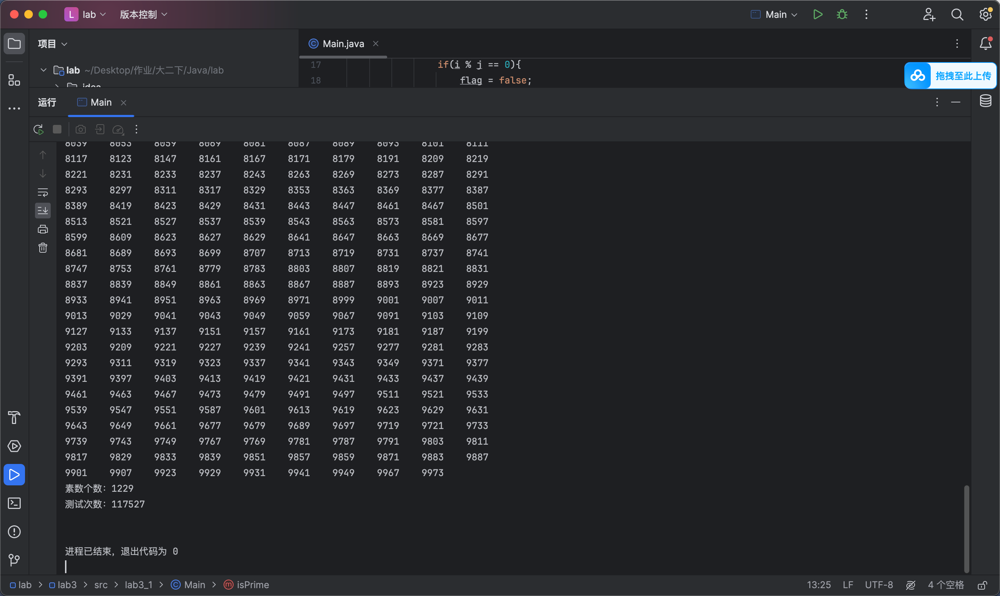 L lab 版本控制 Main
项目 Main.java
lab ~/Desktop/作业/大二下/Java/lab
17 if(i % j == 0){
18 flag = false;
拖拽至此上传
运行 Main
8039 8053 8059 8069 8081 8087 8089 8093 8101 8111
8117 8123 8147 8161 8167 8171 8179 8191 8209 8219
8221 8231 8233 8237 8243 8263 8269 8273 8287 8291
8293 8297 8311 8317 8329 8353 8363 8369 8377 8387
8389 8419 8423 8429 8431 8443 8447 8461 8467 8501
8513 8521 8527 8537 8539 8543 8563 8573 8581 8597
8599 8609 8623 8627 8629 8641 8647 8663 8669 8677
8681 8689 8693 8699 8707 8713 8719 8731 8737 8741
8747 8753 8761 8779 8783 8803 8807 8819 8821 8831
8837 8839 8849 8861 8863 8867 8887 8893 8923 8929
8933 8941 8951 8963 8969 8971 8999 9001 9007 9011
9013 9029 9041 9043 9049 9059 9067 9091 9103 9109
9127 9133 9137 9151 9157 9161 9173 9181 9187 9199
9203 9209 9221 9227 9239 9241 9257 9277 9281 9283
9293 9311 9319 9323 9337 9341 9343 9349 9371 9377
9391 9397 9403 9413 9419 9421 9431 9433 9437 9439
9461 9463 9467 9473 9479 9491 9497 9511 9521 9533
9539 9547 9551 9587 9601 9613 9619 9623 9629 9631
9643 9649 9661 9677 9679 9689 9697 9719 9721 9733
9739 9743 9749 9767 9769 9781 9787 9791 9803 9811
9817 9829 9833 9839 9851 9857 9859 9871 9883 9887
9901 9907 9923 9929 9931 9941 9949 9967 9973
素数个数：1229
测试次数：117527
进程已结束，退出代码为 0
lab > lab3 > src > lab3_1 > Main > isPrime 13:25 LF UTF-8 4 个空格